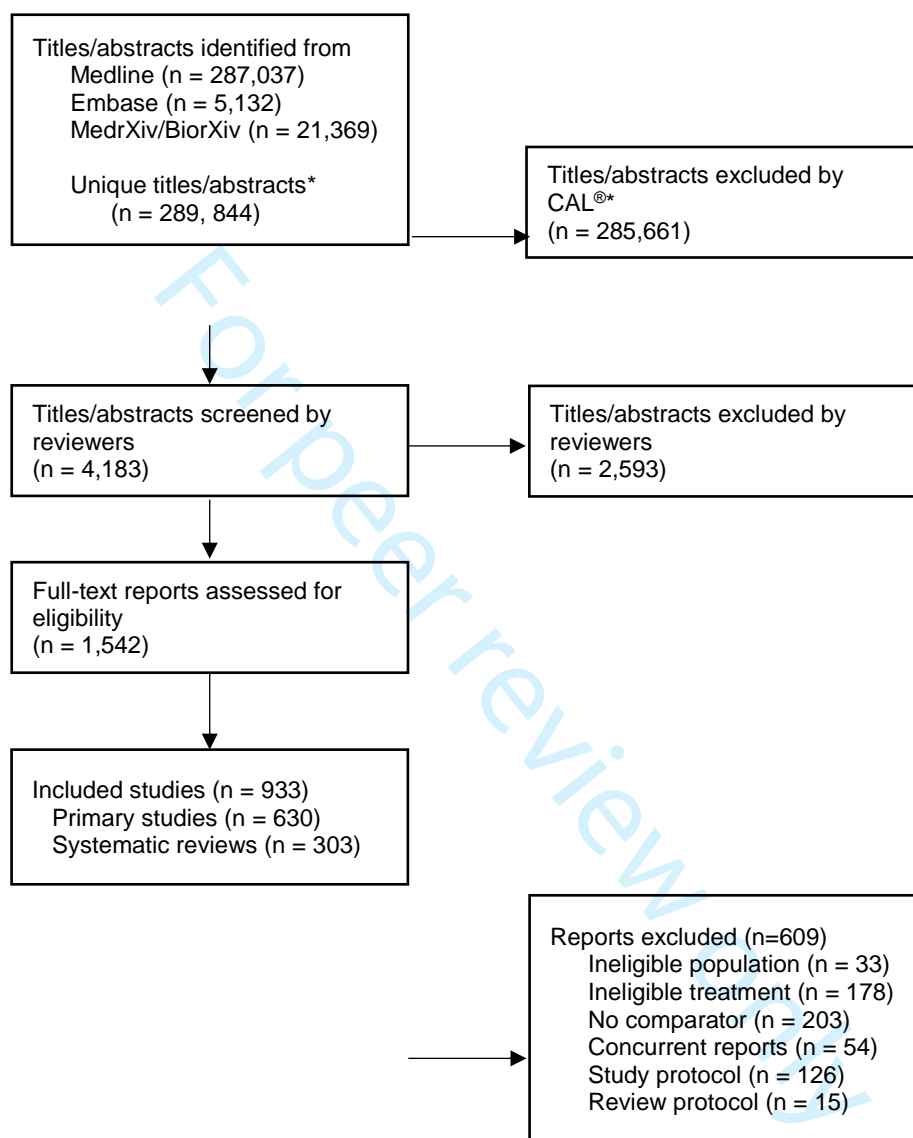 Titles/abstracts identified from
Medline (n = 287,037)
Embase (n = 5,132)
MedrXiv/BiorXiv (n = 21,369)
Unique titles/abstracts*
(n = 289, 844)
Titles/abstracts excluded by
CAL®*
(n = 285,661)
Titles/abstracts screened by
reviewers
(n = 4,183)
Titles/abstracts excluded by
reviewers
(n = 2,593)
Full-text reports assessed for
eligibility
(n = 1,542)
Included studies (n = 933)
Primary studies (n = 630)
Systematic reviews (n = 303)
Reports excluded (n=609)
Ineligible population (n = 33)
Ineligible treatment (n = 178)
No comparator (n = 203)
Concurrent reports (n = 54)
Study protocol (n = 126)
Review protocol (n = 15)
For peer review only